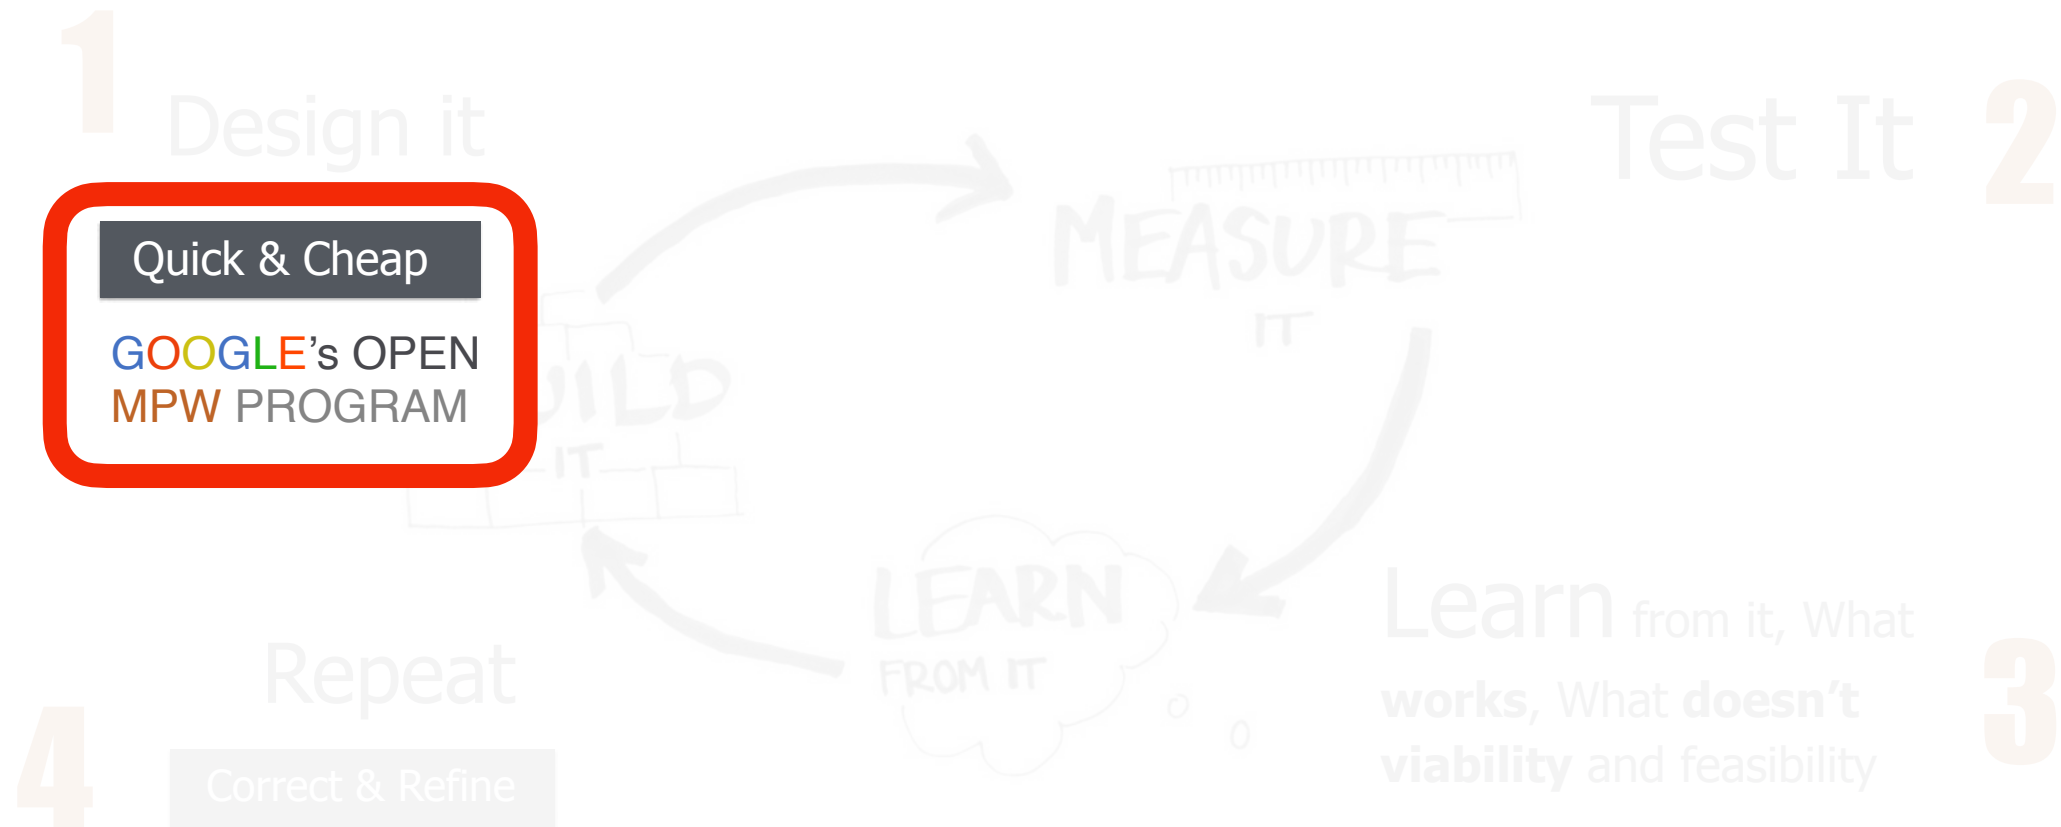 1
Design it
Quick & Cheap
GOOGLE's OPEN
MPW PROGRAM
Test It
2
MEASURE
IT
UILD
IT
LEARN
FROM IT
Learn from it, What
works, What doesn't
viability and feasibility
3
Repeat
Correct & Refine
4